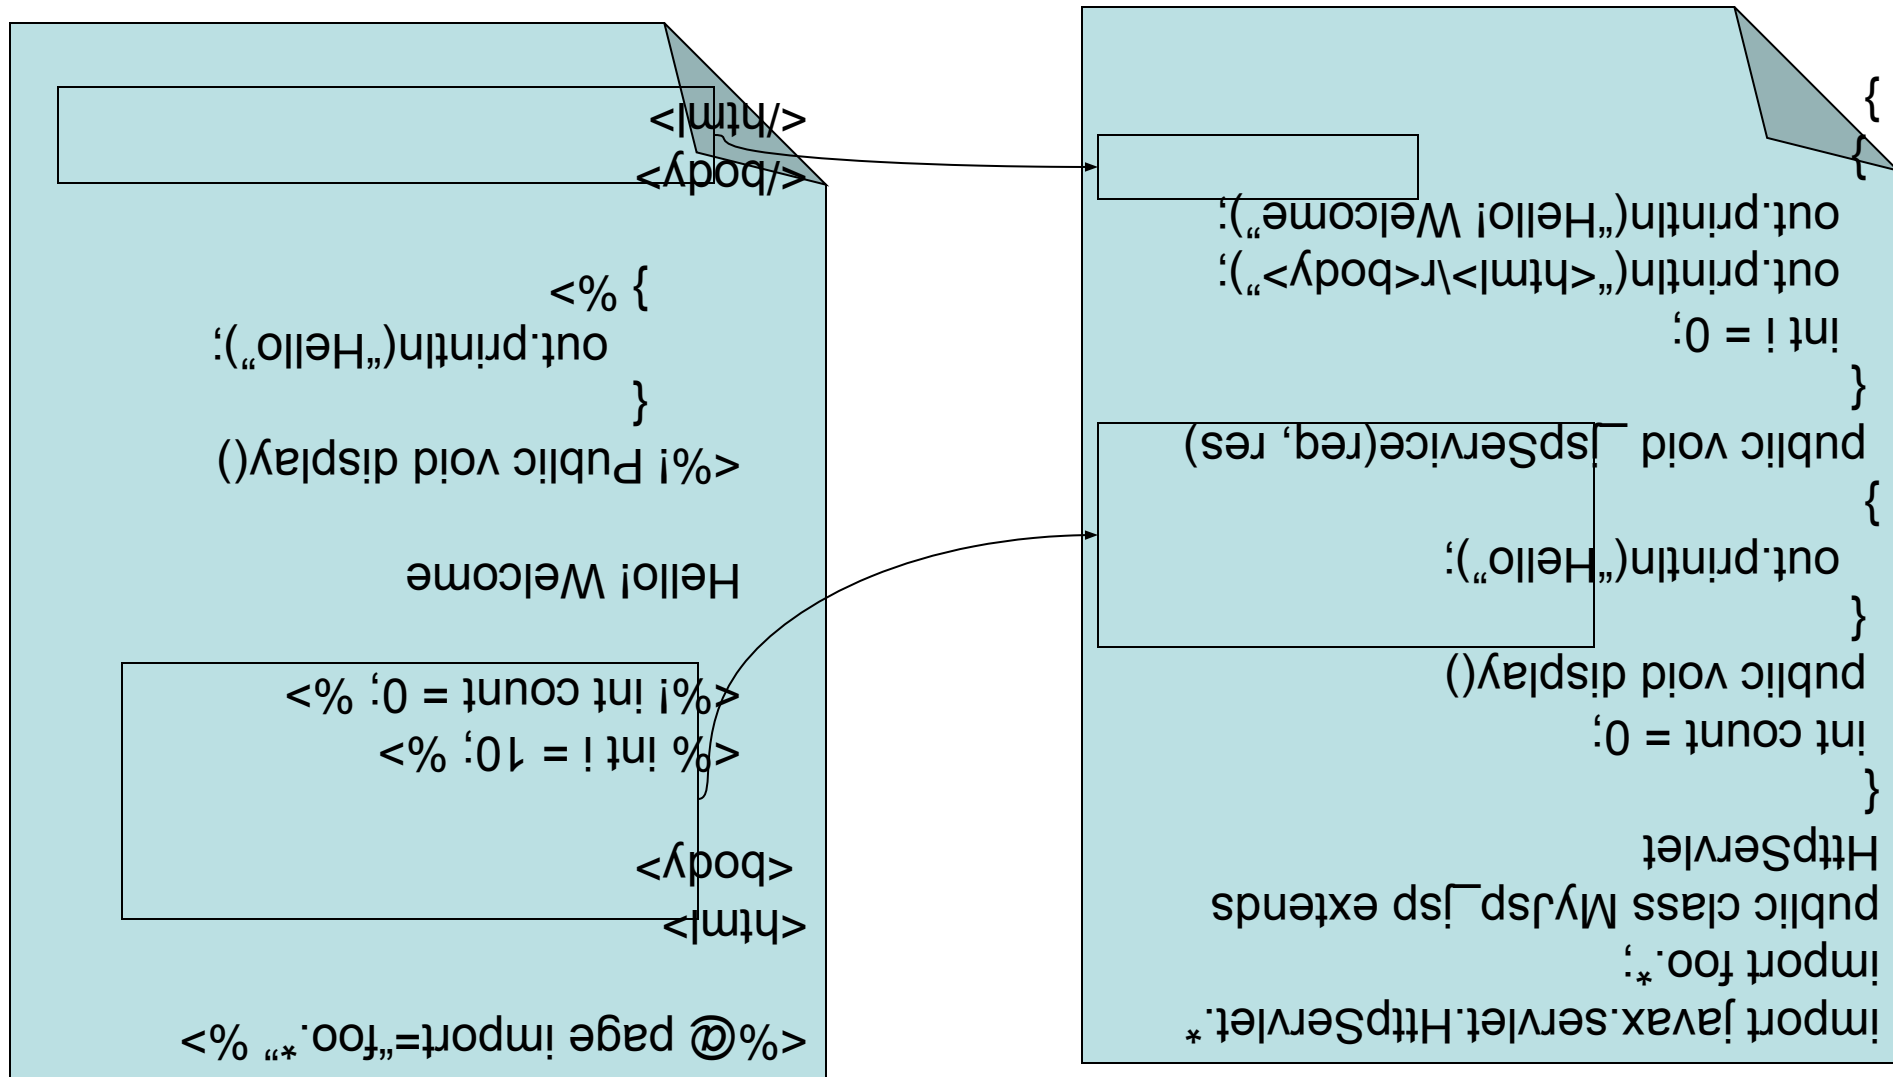 <%@ page import=“foo.*” %>
<html>
<body>
<% int i = 10; %>
<%! int count = 0; %>
Hello! Welcome
<%! Public void display()
{
out.println(“Hello”);
} %>
</body>
</html>
import javax.servlet.HttpServlet.*
import foo.*;
public class MyJsp_jsp extends
HttpServlet
{
int count = 0;
public void display()
{
out.println(“Hello”);
}
public void _jspService(req, res)
{
int i = 0;
out.println(“<html>\r<body>”);
out.println(“Hello! Welcome”);
}
}